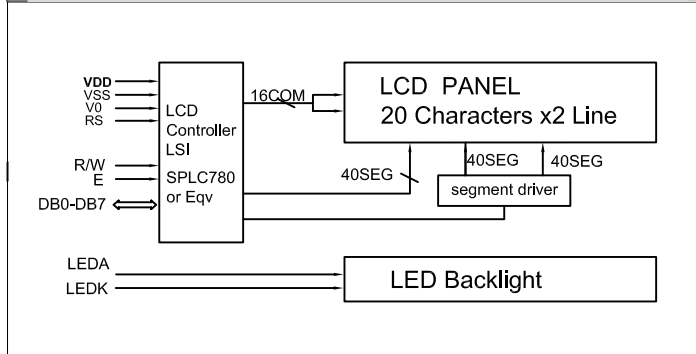 VDD
VSS
V0
RS
R/W
E
DB0-DB7
LCD
Controller
LSI
SPLC780
or Eqv
16COM
LCD PANEL
20 Characters x2 Line
40SEG
40SEG
40SEG
segment driver
LEDA
LEDK
LED Backlight